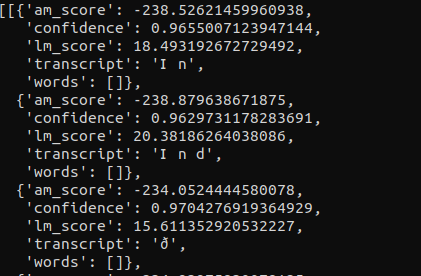 [[{'am_score': -238.52621459960938,
'confidence': 0.9655007123947144,
'lm_score': 18.493192672729492,
'transcript': 'I n',
'words': []},
{'am_score': -238.879638671875,
'confidence': 0.9629731178283691,
'lm_score': 20.38186264038086,
'transcript': 'I n d',
'words': []},
{'am_score': -234.0524444580078,
'confidence': 0.9704276919364929,
'lm_score': 15.611352920532227,
'transcript': 'ð',
'words': []},